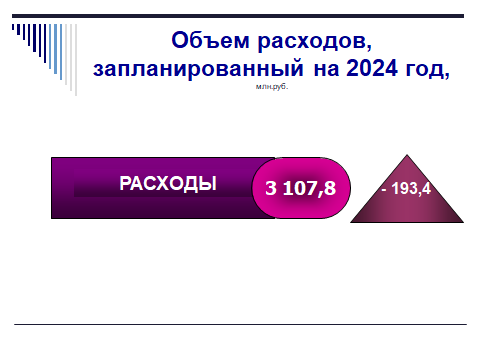 Объем расходов,
запланированный на 2024 год,
млн.руб.
РАСХОДЫ
3 107,8
- 193,4